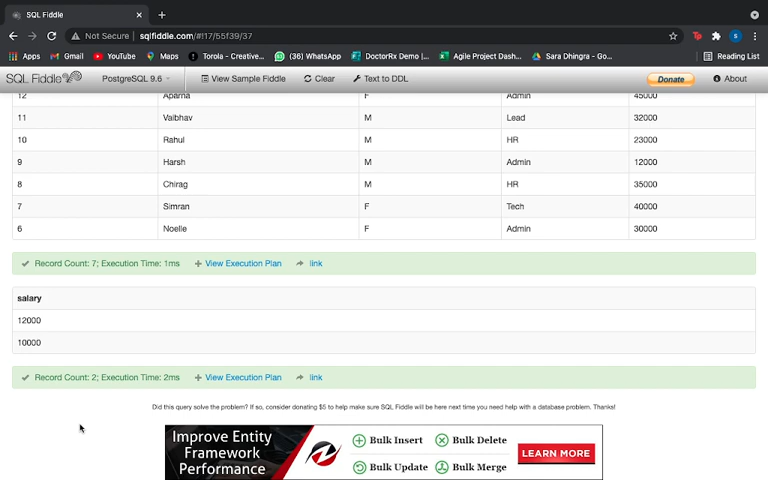 SQL Fiddle
Not Secure | sqlfiddle.com/#!17/55f39/37
Apps Gmail YouTube Maps Torola - Creative... (36) WhatsApp DoctorRx Demo |... Agile Project Dash... Sara Dhingra - Go... Reading List
SQL Fiddle PostgreSQL 9.6 View Sample Fiddle Clear Text to DDL Donate About
12 Aparna F Admin 45000
11 Vaibhav M Lead 32000
10 Rahul M HR 23000
9 Harsh M Admin 12000
8 Chirag M HR 35000
7 Simran F Tech 40000
6 Noelle F Admin 30000
Record Count: 7; Execution Time: 1ms View Execution Plan link
salary
12000
10000
Record Count: 2; Execution Time: 2ms View Execution Plan link
Did this query solve the problem? If so, consider donating $5 to help make sure SQL Fiddle will be here next time you need help with a database problem. Thanks!
Improve Entity
Framework
Performance
Bulk Insert Bulk Delete
Bulk Update Bulk Merge
LEARN MORE